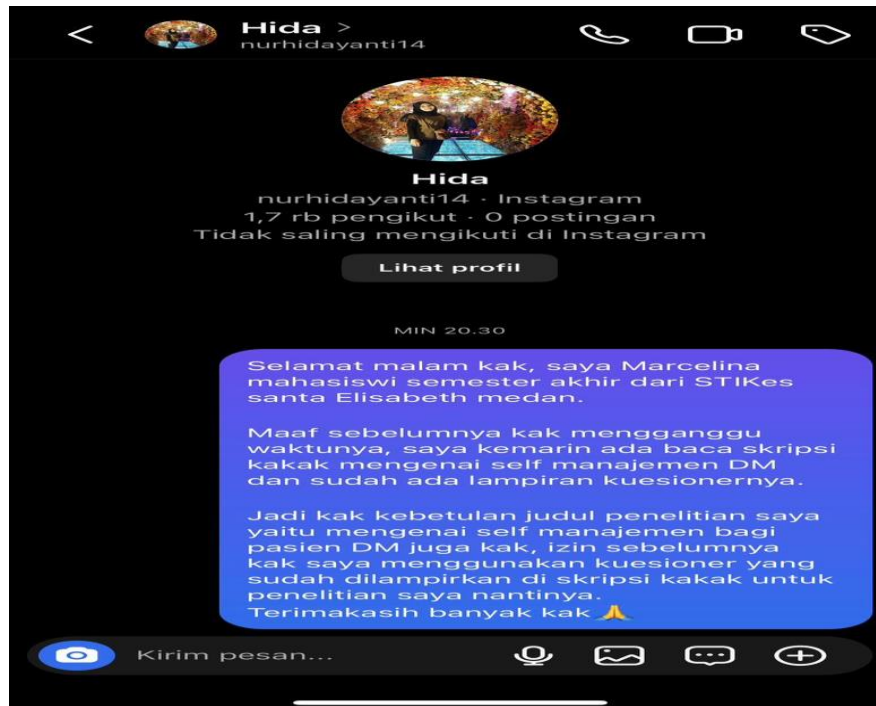 Hida >
nurhidayanti14
Hida
nurhidayanti14 · Instagram
1,7 rb pengikut · 0 postingan
Tidak saling mengikuti di Instagram
Lihat profil
MIN 20.30
Selamat malam kak, saya Marcelina
mahasiswi semester akhir dari STIKes
santa Elisabeth medan.
Maaf sebelumnya kak mengganggu
waktunya, saya kemarin ada baca skripsi
kakak mengenai self manajemen DM
dan sudah ada lampiran kuesionernya.
Jadi kak kebetulan judul penelitian saya
yaitu mengenai self manajemen bagi
pasien DM juga kak, izin sebelumnya
kak saya menggunakan kuesioner yang
sudah dilampirkan di skripsi kakak untuk
penelitian saya nantinya.
Terimakasih banyak kak 🙏
Kirim pesan...